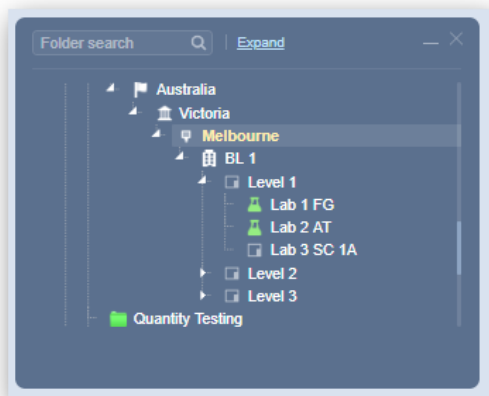 Folder search Expand
Australia
Victoria
Melbourne
BL 1
Level 1
Lab 1 FG
Lab 2 AT
Lab 3 SC 1A
Level 2
Level 3
Quantity Testing